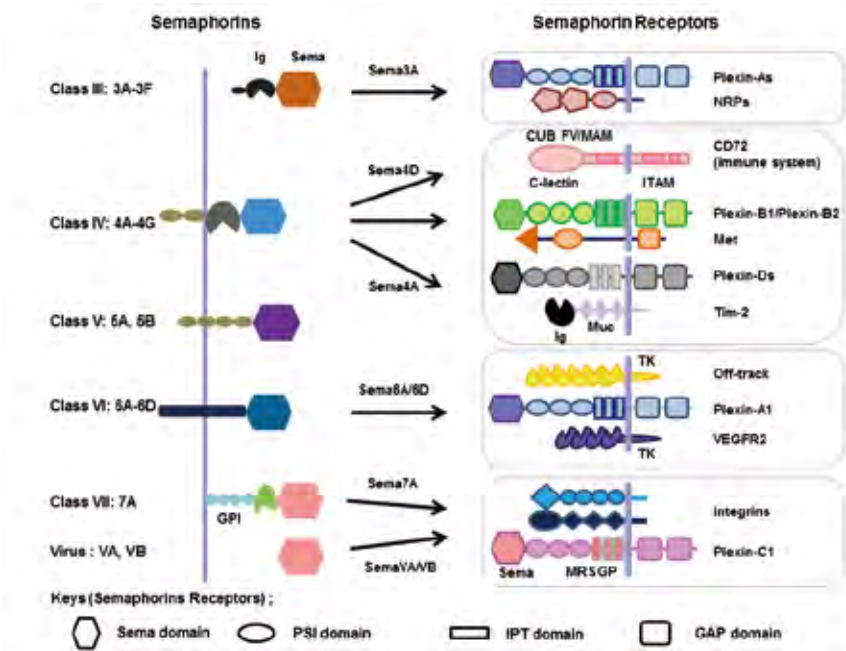 Semaphorins
Semaphorin Receptors
Ig
Sema
Class III: 3A-3F
Sema3A
Plexin-As
NRPs
CUB FV/MAM
CD72
(Immune system)
C-lectin
ITAM
Sema4D
Class IV: 4A-4G
Plexin-B1/Plexin-B2
Met
Sema4A
Plexin-Ds
Tim-2
Muc
Ig
Class V: 5A, 5B
TK
Off-track
Class VI: 6A-6D
Sema6A/6D
Plexin-A1
VEGFR2
TK
Class VII: 7A
GPI
Sema7A
Integrins
Virus : VA, VB
SemaVA/VB
Plexin-C1
Sema
MRSGP
Keys (Semaphorins Receptors) ;
Sema domain
PSI domain
IPT domain
GAP domain